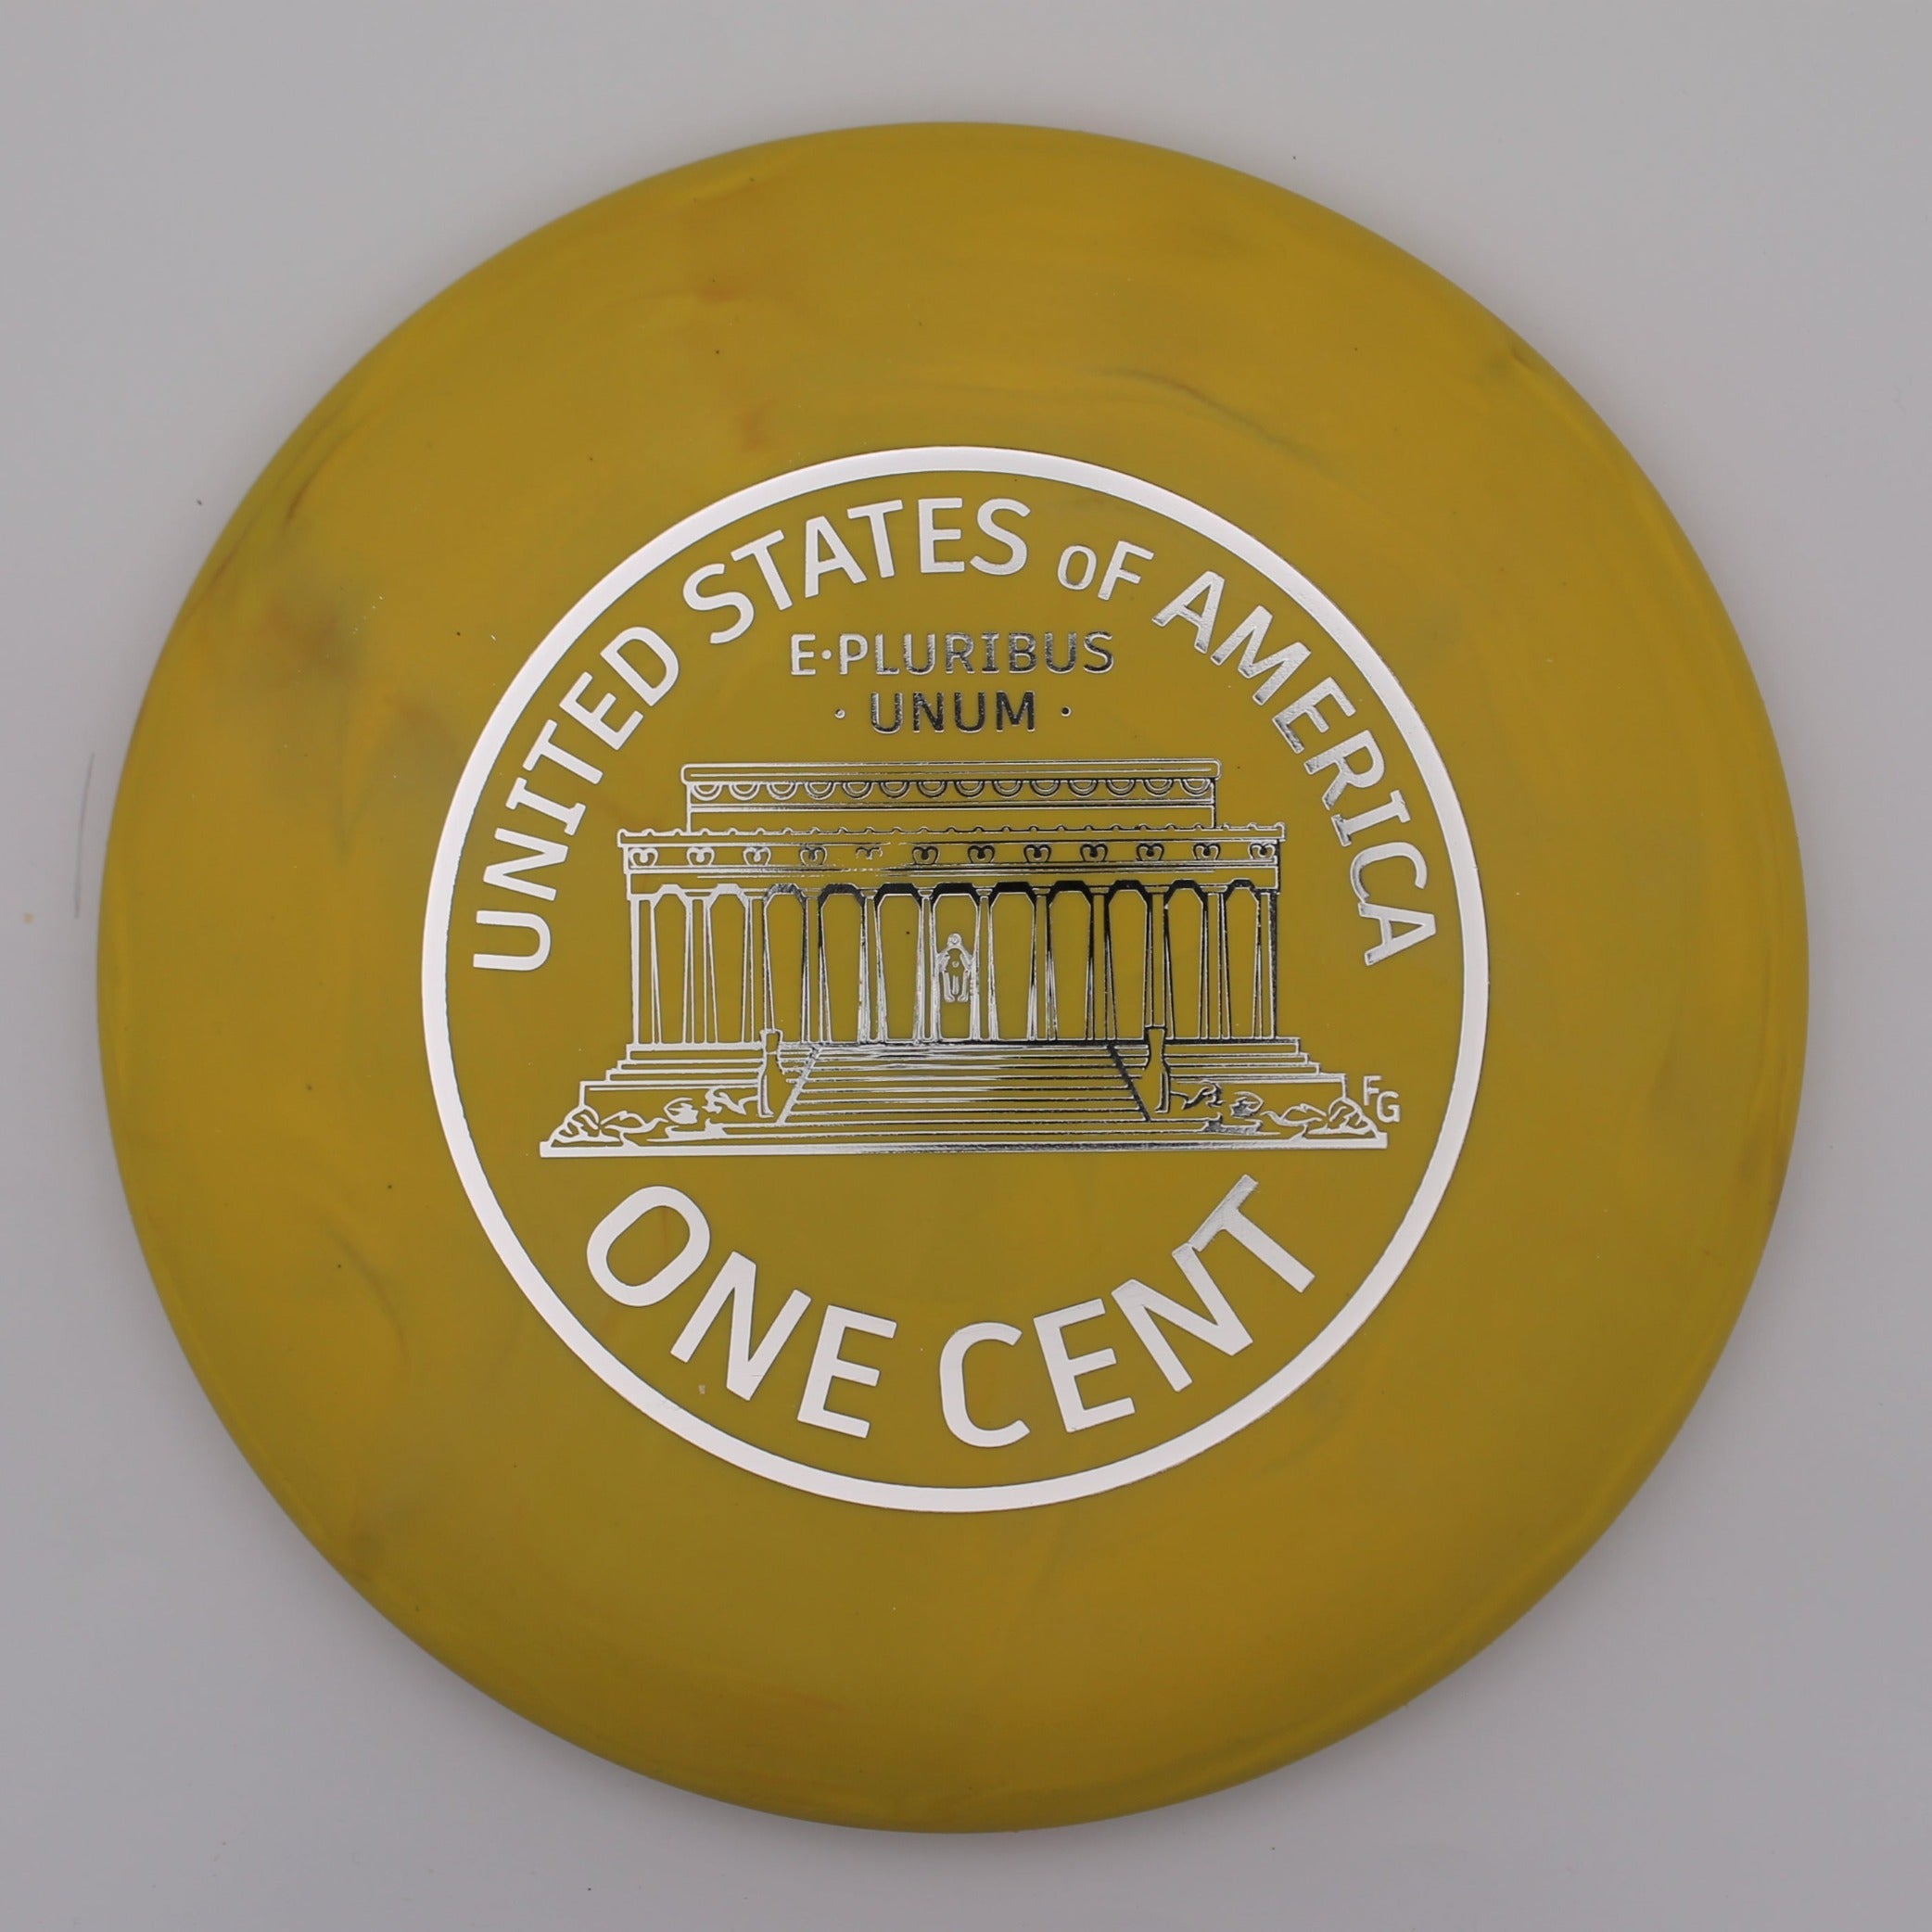 UNITED STATES OF AMERICA
E·PLURIBUS
· UNUM ·
FG
ONE CENT